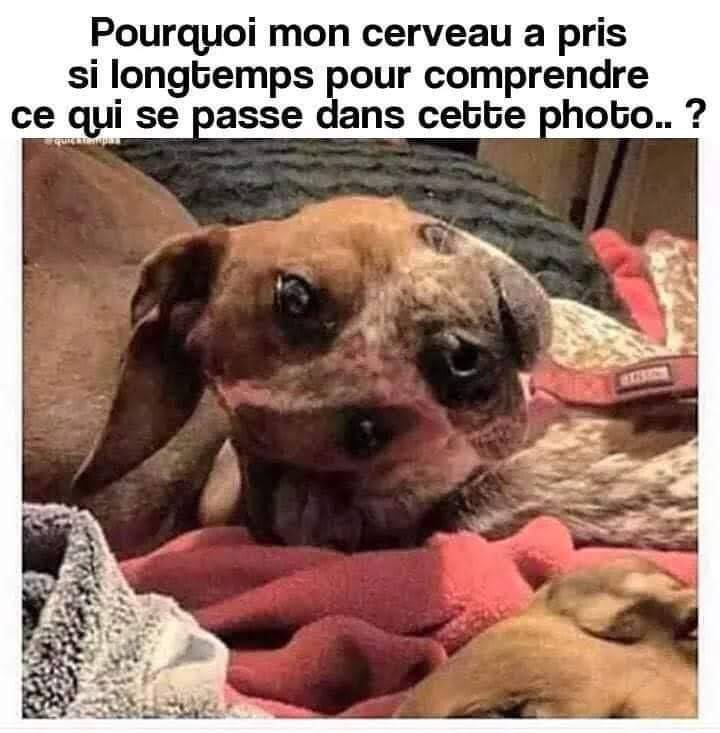 Pourquoi mon cerveau a pris
si longtemps pour comprendre
ce qui se passe dans cette photo.. ?